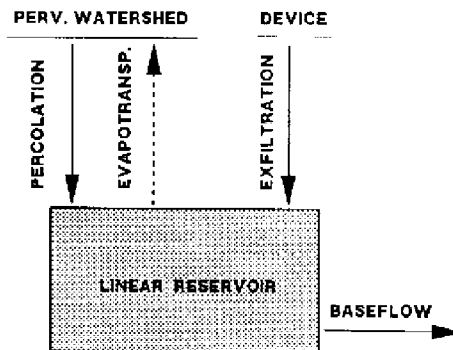 PERV. WATERSHED
DEVICE
PERCOLATION
EVAPOTRANSP.
EXFILTRATION
LINEAR RESERVOIR
BASEFLOW